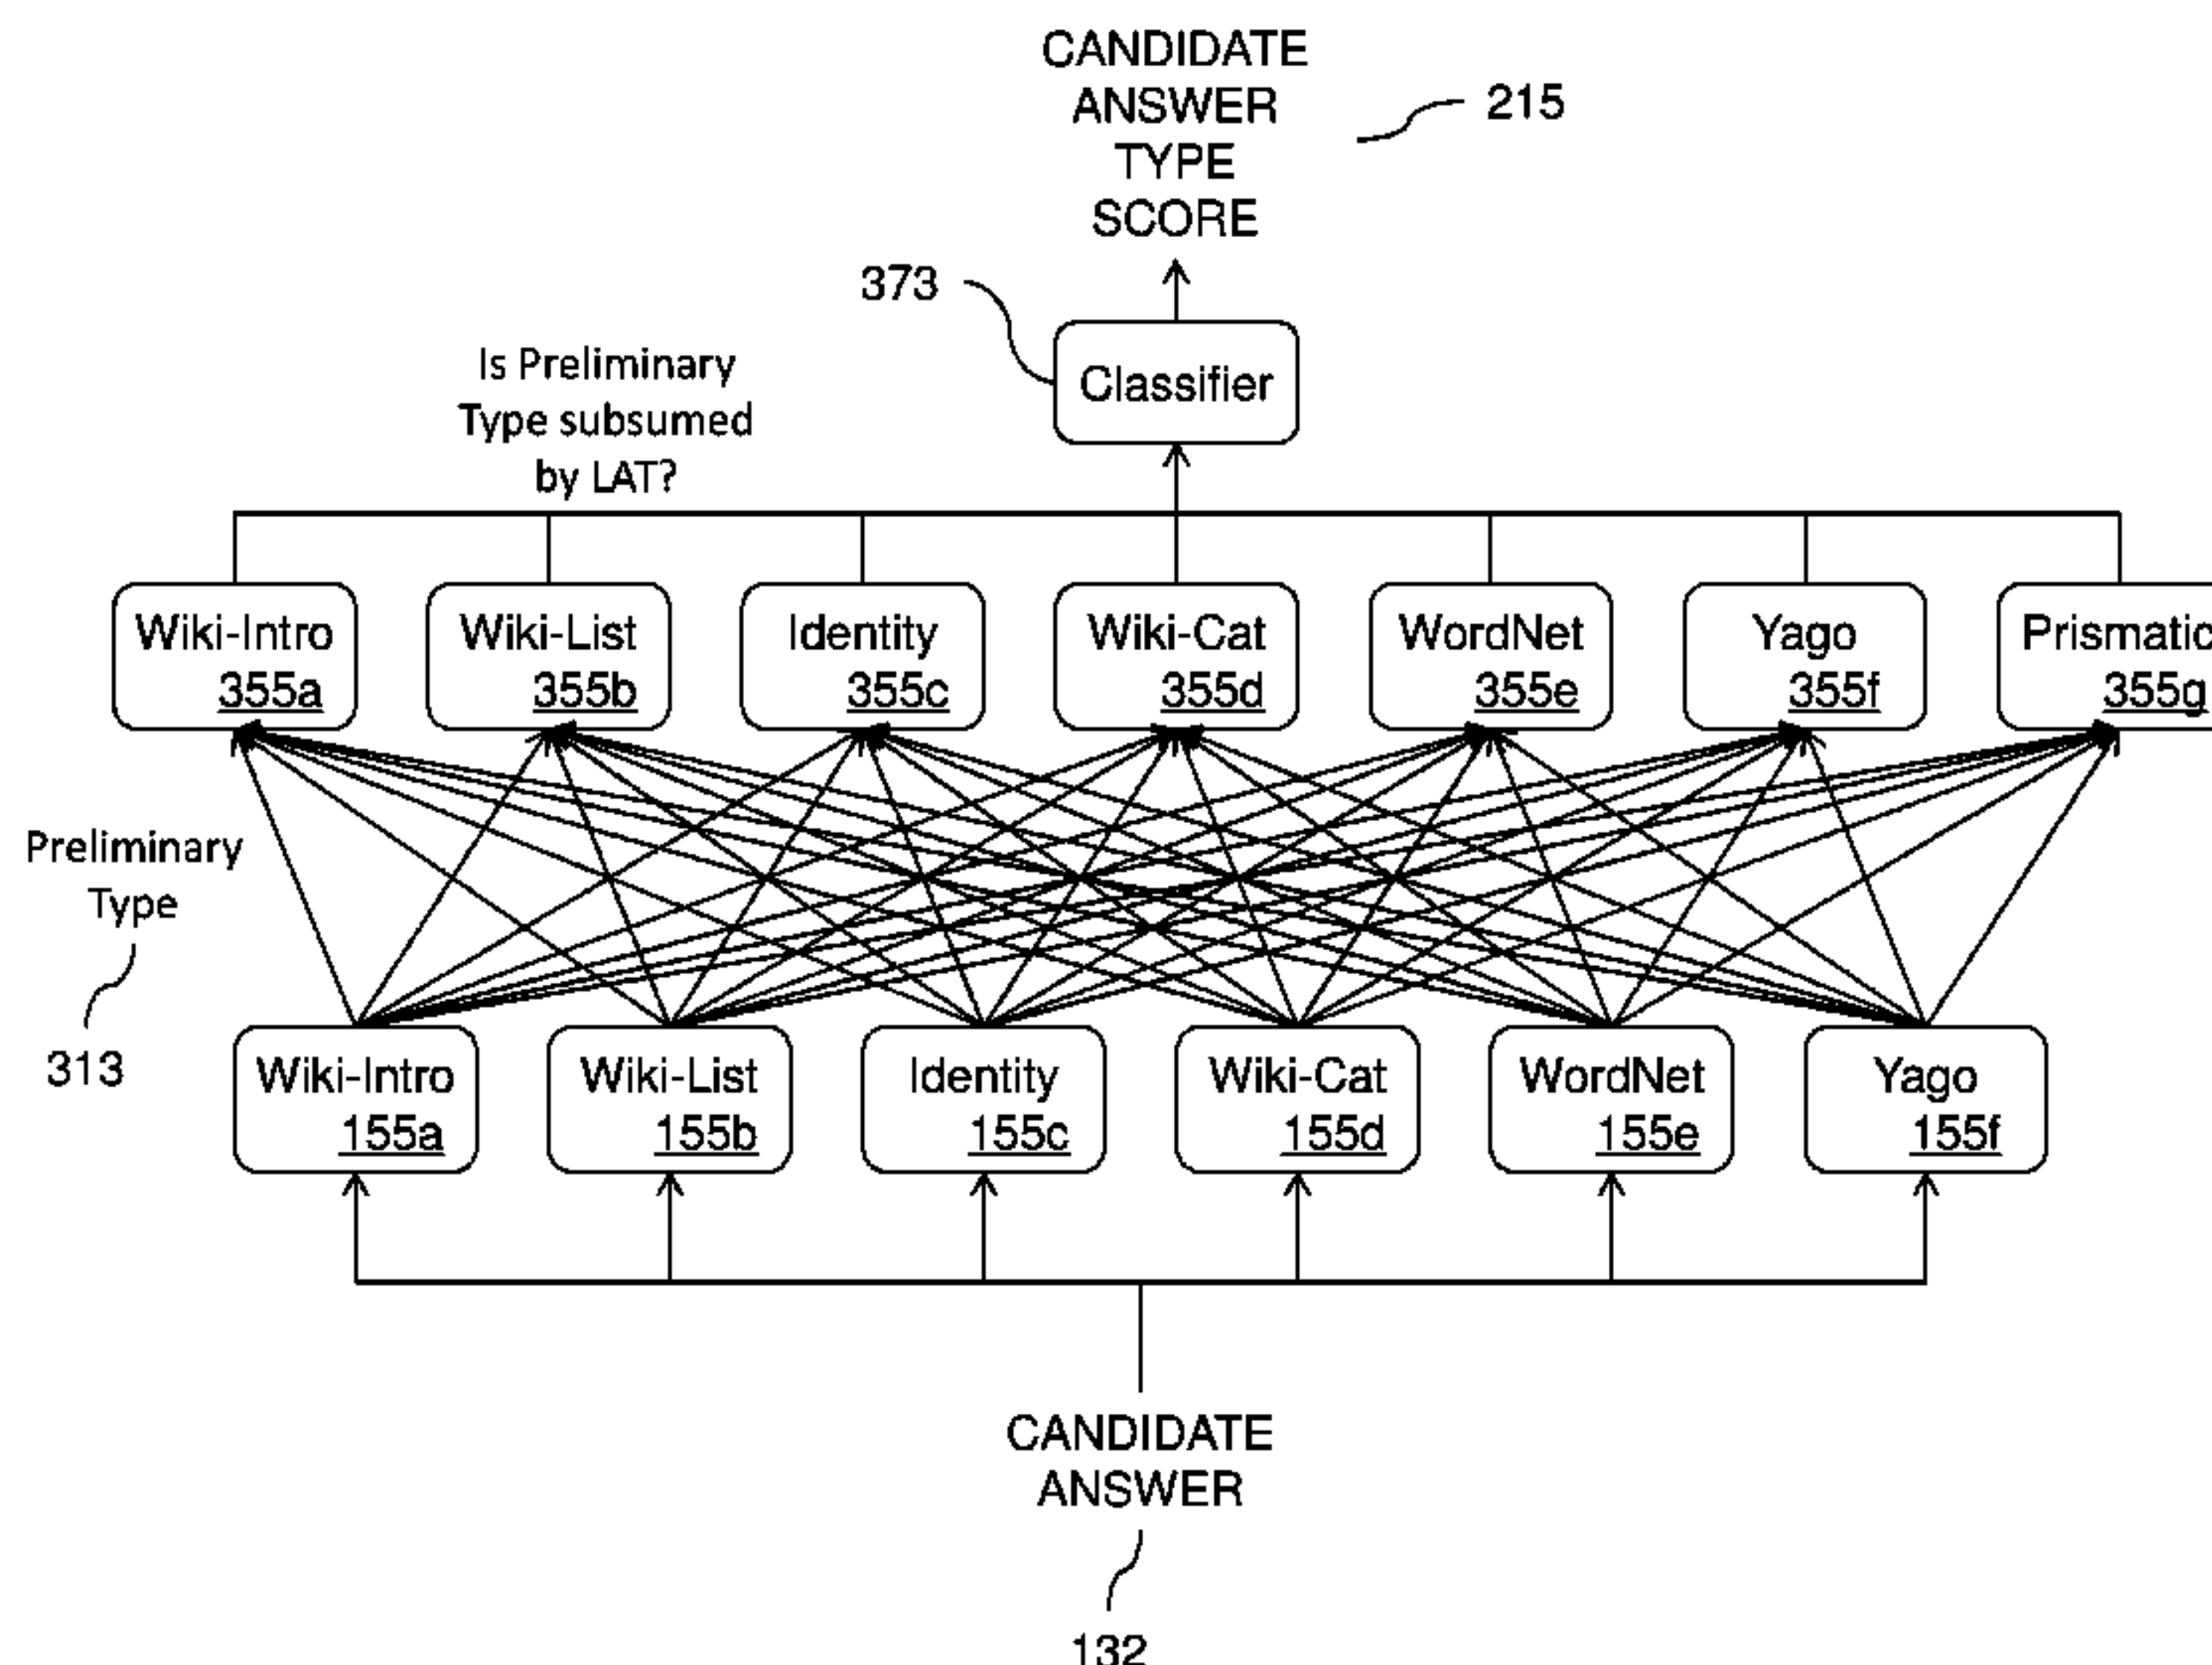 CANDIDATE
ANSWER
TYPE
SCORE
215
373
Classifier
Is Preliminary
Type subsumed
by LAT?
Wiki-Intro
355a
Wiki-List
355b
Identity
355c
Wiki-Cat
355d
WordNet
355e
Yago
355f
Prismatic
355g
Preliminary
Type
313
Wiki-Intro
155a
Wiki-List
155b
Identity
155c
Wiki-Cat
155d
WordNet
155e
Yago
155f
CANDIDATE
ANSWER
132